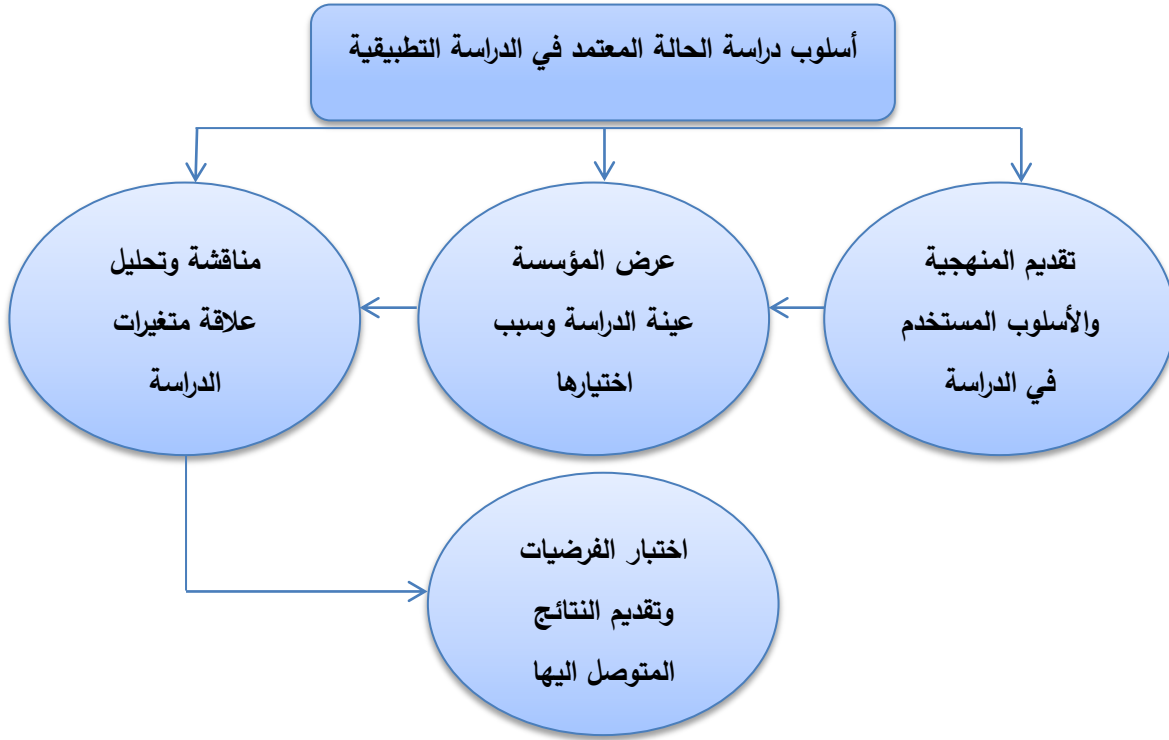 أسلوب دراسة الحالة المعتمد في الدراسة التطبيقية
تقديم المنهجية
والأسلوب المستخدم
في الدراسة
عرض المؤسسة
عينة الدراسة وسبب
اختيارها
مناقشة وتحليل
علاقة متغيرات
الدراسة
اختبار الفرضيات
وتقديم النتائج
المتوصل اليها